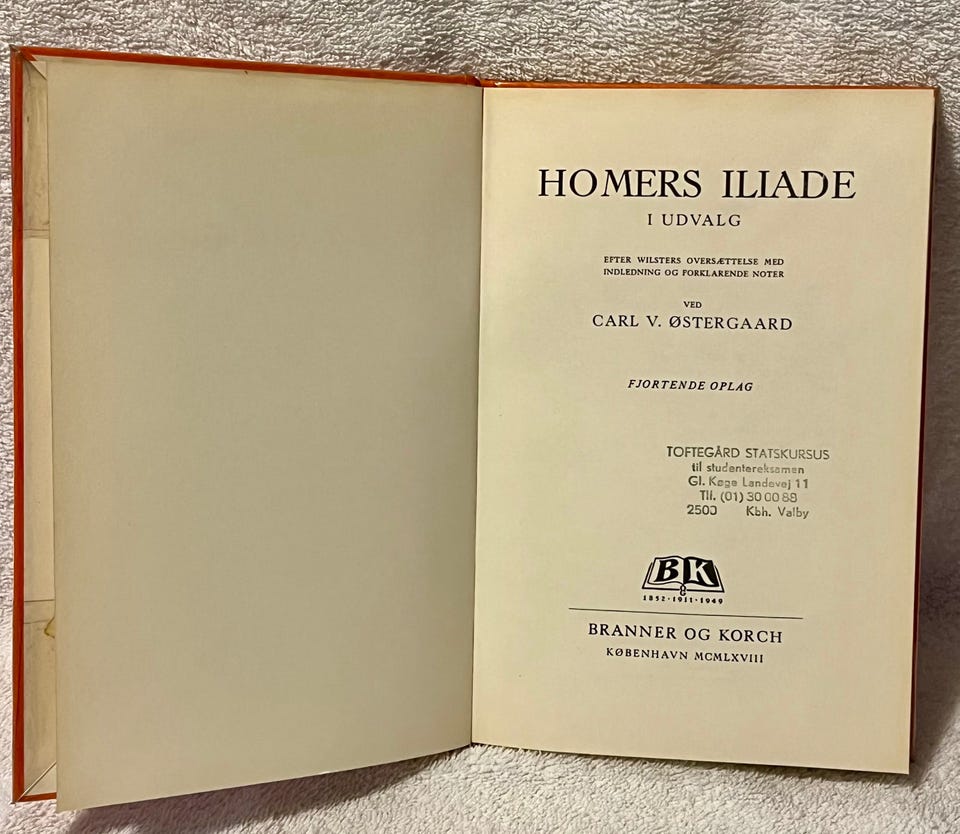 HOMERS ILIADE
I UDVALG
EFTER WILSTERS OVERSÆTTELSE MED
INDLEDNING OG FORKLARENDE NOTER
VED
CARL V. ØSTERGAARD
FJORTENDE OPLAG
TOFTEGÅRD STATSKURSUS
til studentereksamen
Gl. Køge Landevej 11
Tlf. (01) 30 00 88
2500 Kbh. Valby
B K
&
1852 · 1911 · 1949
BRANNER OG KORCH
KØBENHAVN MCMLXVIII